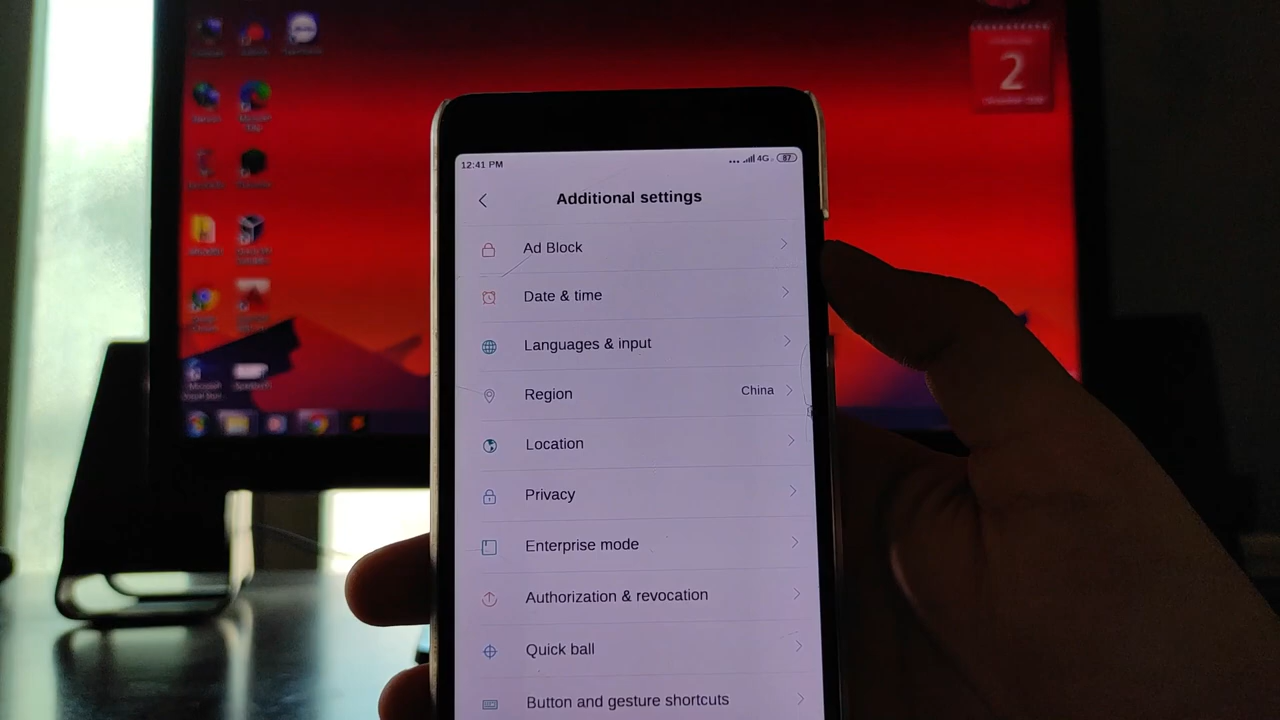 2
12:41 PM
4G
87
Additional settings
Ad Block
Date & time
Languages & input
Region China
Location
Privacy
Enterprise mode
Authorization & revocation
Quick ball
Button and gesture shortcuts